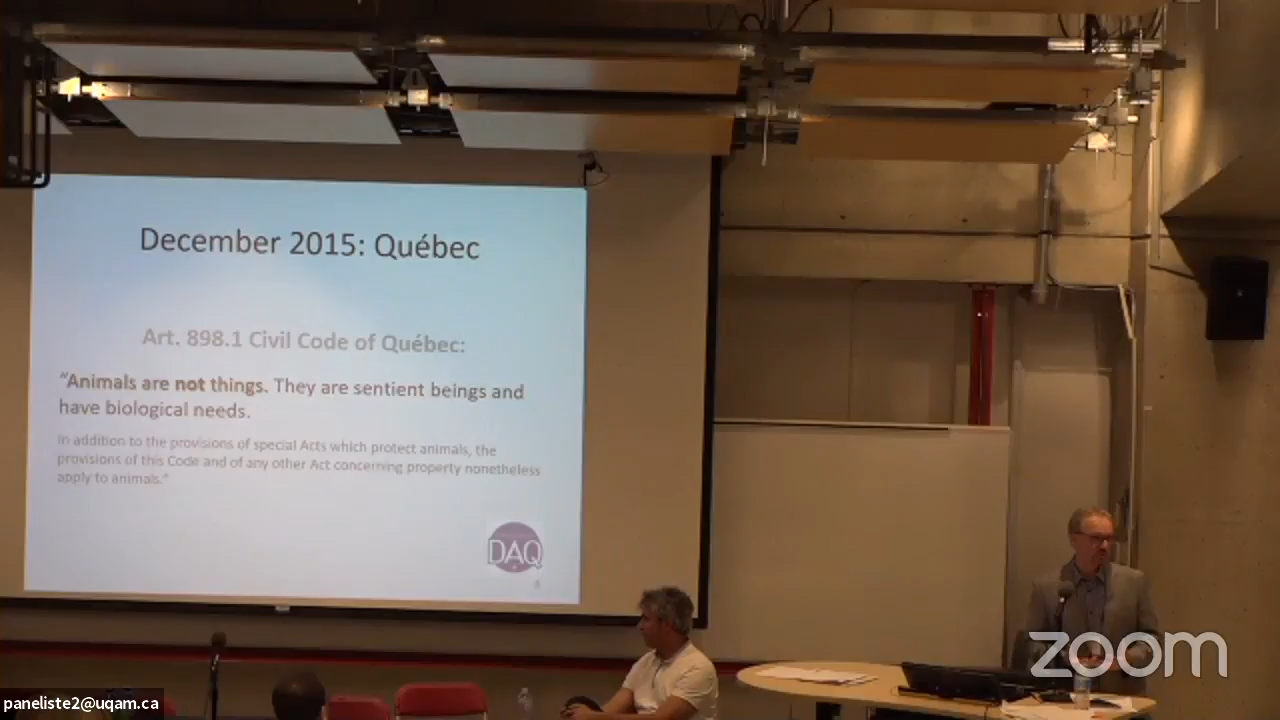 December 2015: Québec
Art. 898.1 Civil Code of Québec:
“Animals are not things. They are sentient beings and
have biological needs.
In addition to the provisions of special Acts which protect animals, the
provisions of this Code and of any other Act concerning property nonetheless
apply to animals.”
DAQ
zoom
paneliste2@uqam.ca